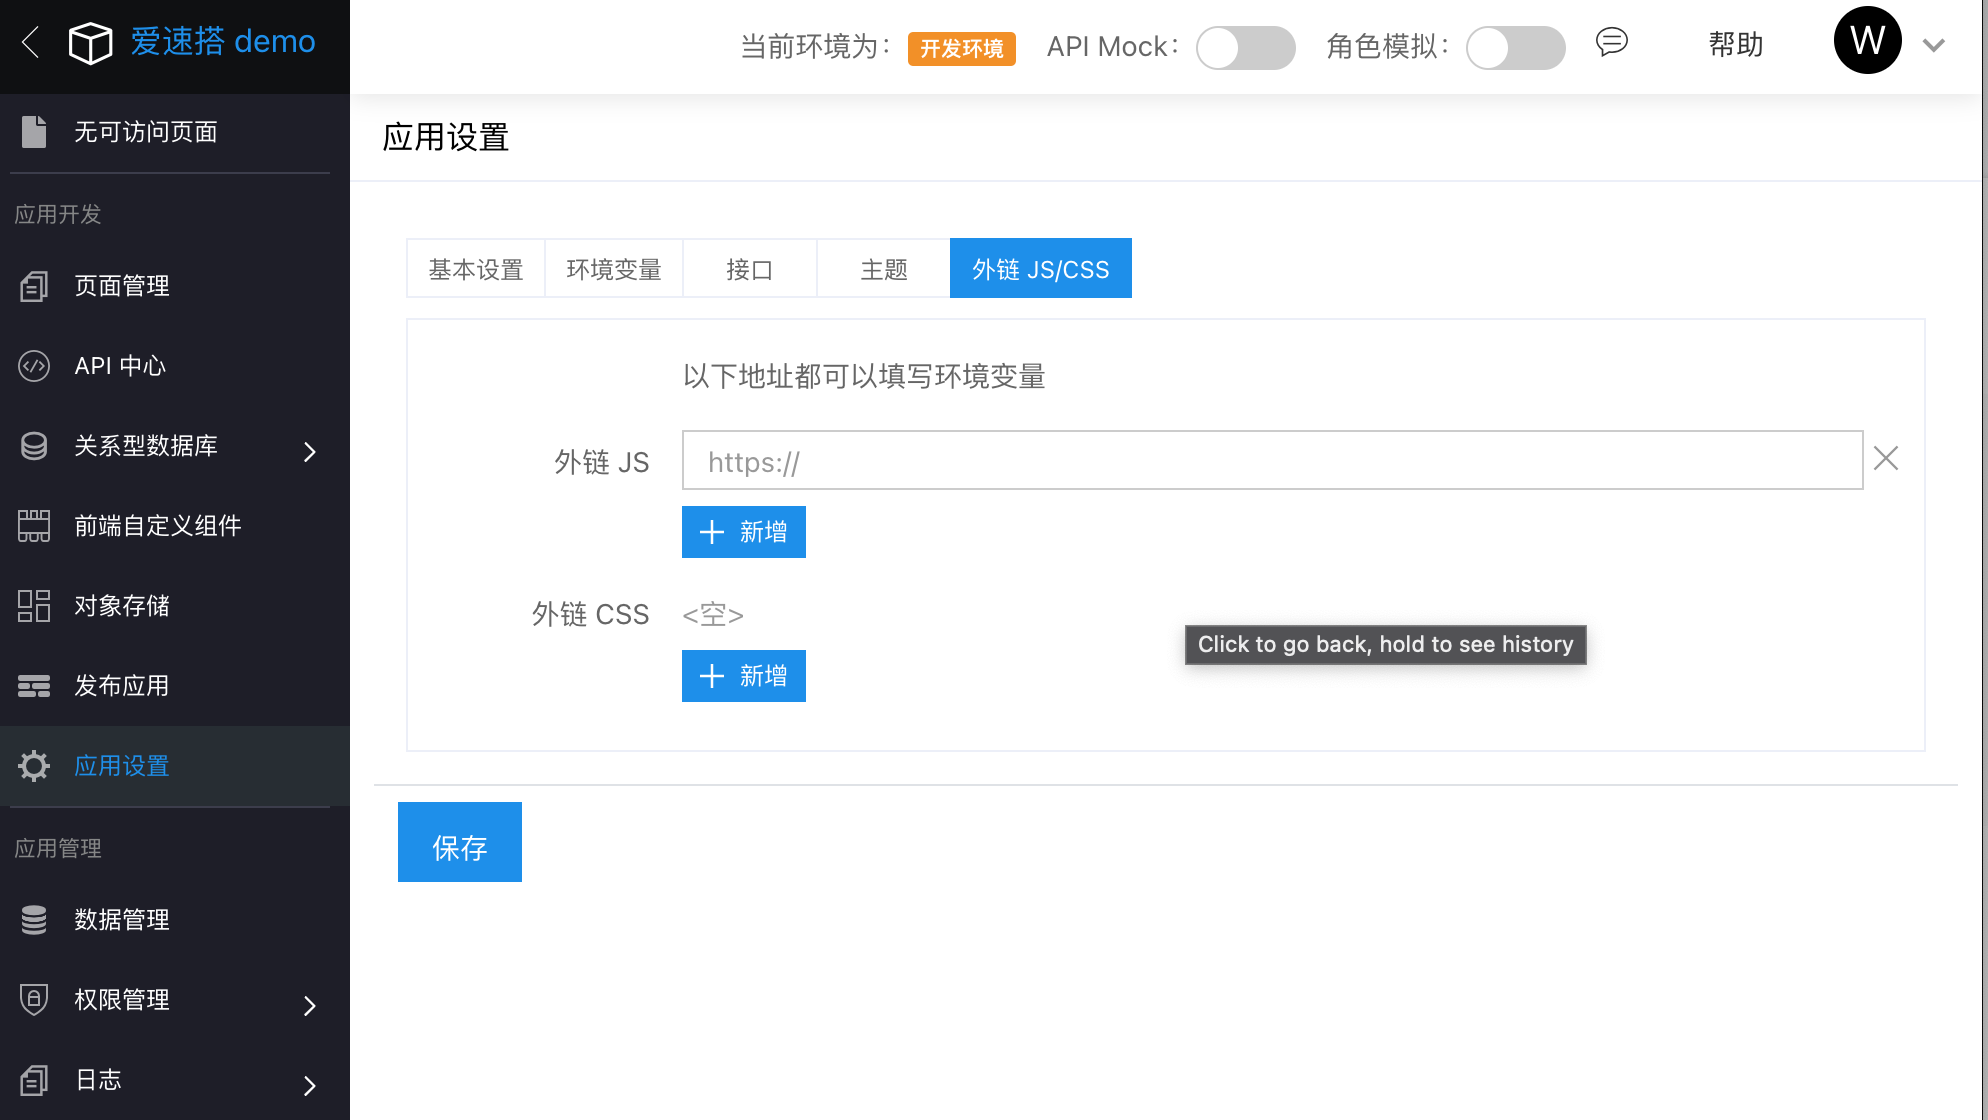 爱速搭 demo
当前环境为： 开发环境 API Mock： 角色模拟： 帮助 W
无可访问页面
应用开发
页面管理
API 中心
关系型数据库
前端自定义组件
对象存储
发布应用
应用设置
应用管理
数据管理
权限管理
日志
应用设置
基本设置 环境变量 接口 主题 外链 JS/CSS
以下地址都可以填写环境变量
外链 JS https://
新增
外链 CSS <空>
新增
Click to go back, hold to see history
保存